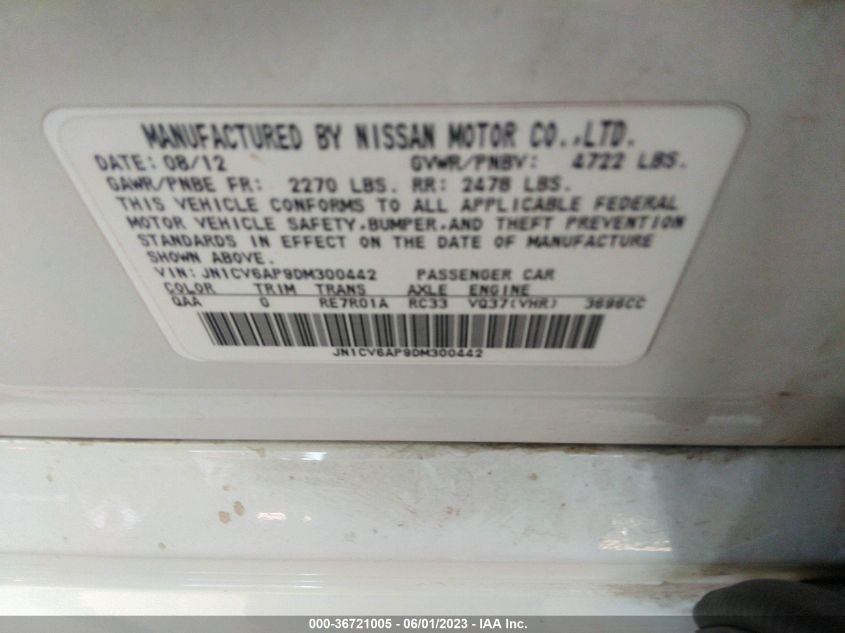 MANUFACTURED BY NISSAN MOTOR CO.,LTD.
DATE: 08/12 GVWR/PNBV: 4722 LBS.
GAWR/PNBE FR: 2270 LBS. RR: 2478 LBS.
THIS VEHICLE CONFORMS TO ALL APPLICABLE FEDERAL
MOTOR VEHICLE SAFETY,BUMPER,AND THEFT PREVENTION
STANDARDS IN EFFECT ON THE DATE OF MANUFACTURE
SHOWN ABOVE.
VIN: JN1CV6AP9DM300442 PASSENGER CAR
COLOR TRIM TRANS AXLE ENGINE
QAA G RE7R01A RC33 VQ37(VHR) 3696CC
JN1CV6AP9DM300442
000-36721005 - 06/01/2023 - IAA Inc.